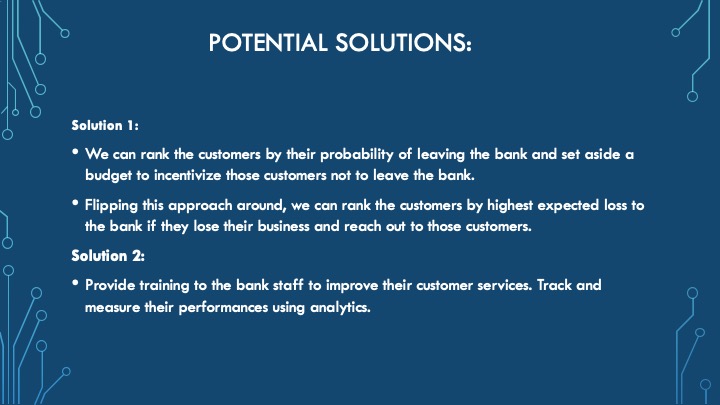 POTENTIAL SOLUTIONS:
Solution 1:
• We can rank the customers by their probability of leaving the bank and set aside a
budget to incentivize those customers not to leave the bank.
• Flipping this approach around, we can rank the customers by highest expected loss to
the bank if they lose their business and reach out to those customers.
Solution 2:
• Provide training to the bank staff to improve their customer services. Track and
measure their performances using analytics.